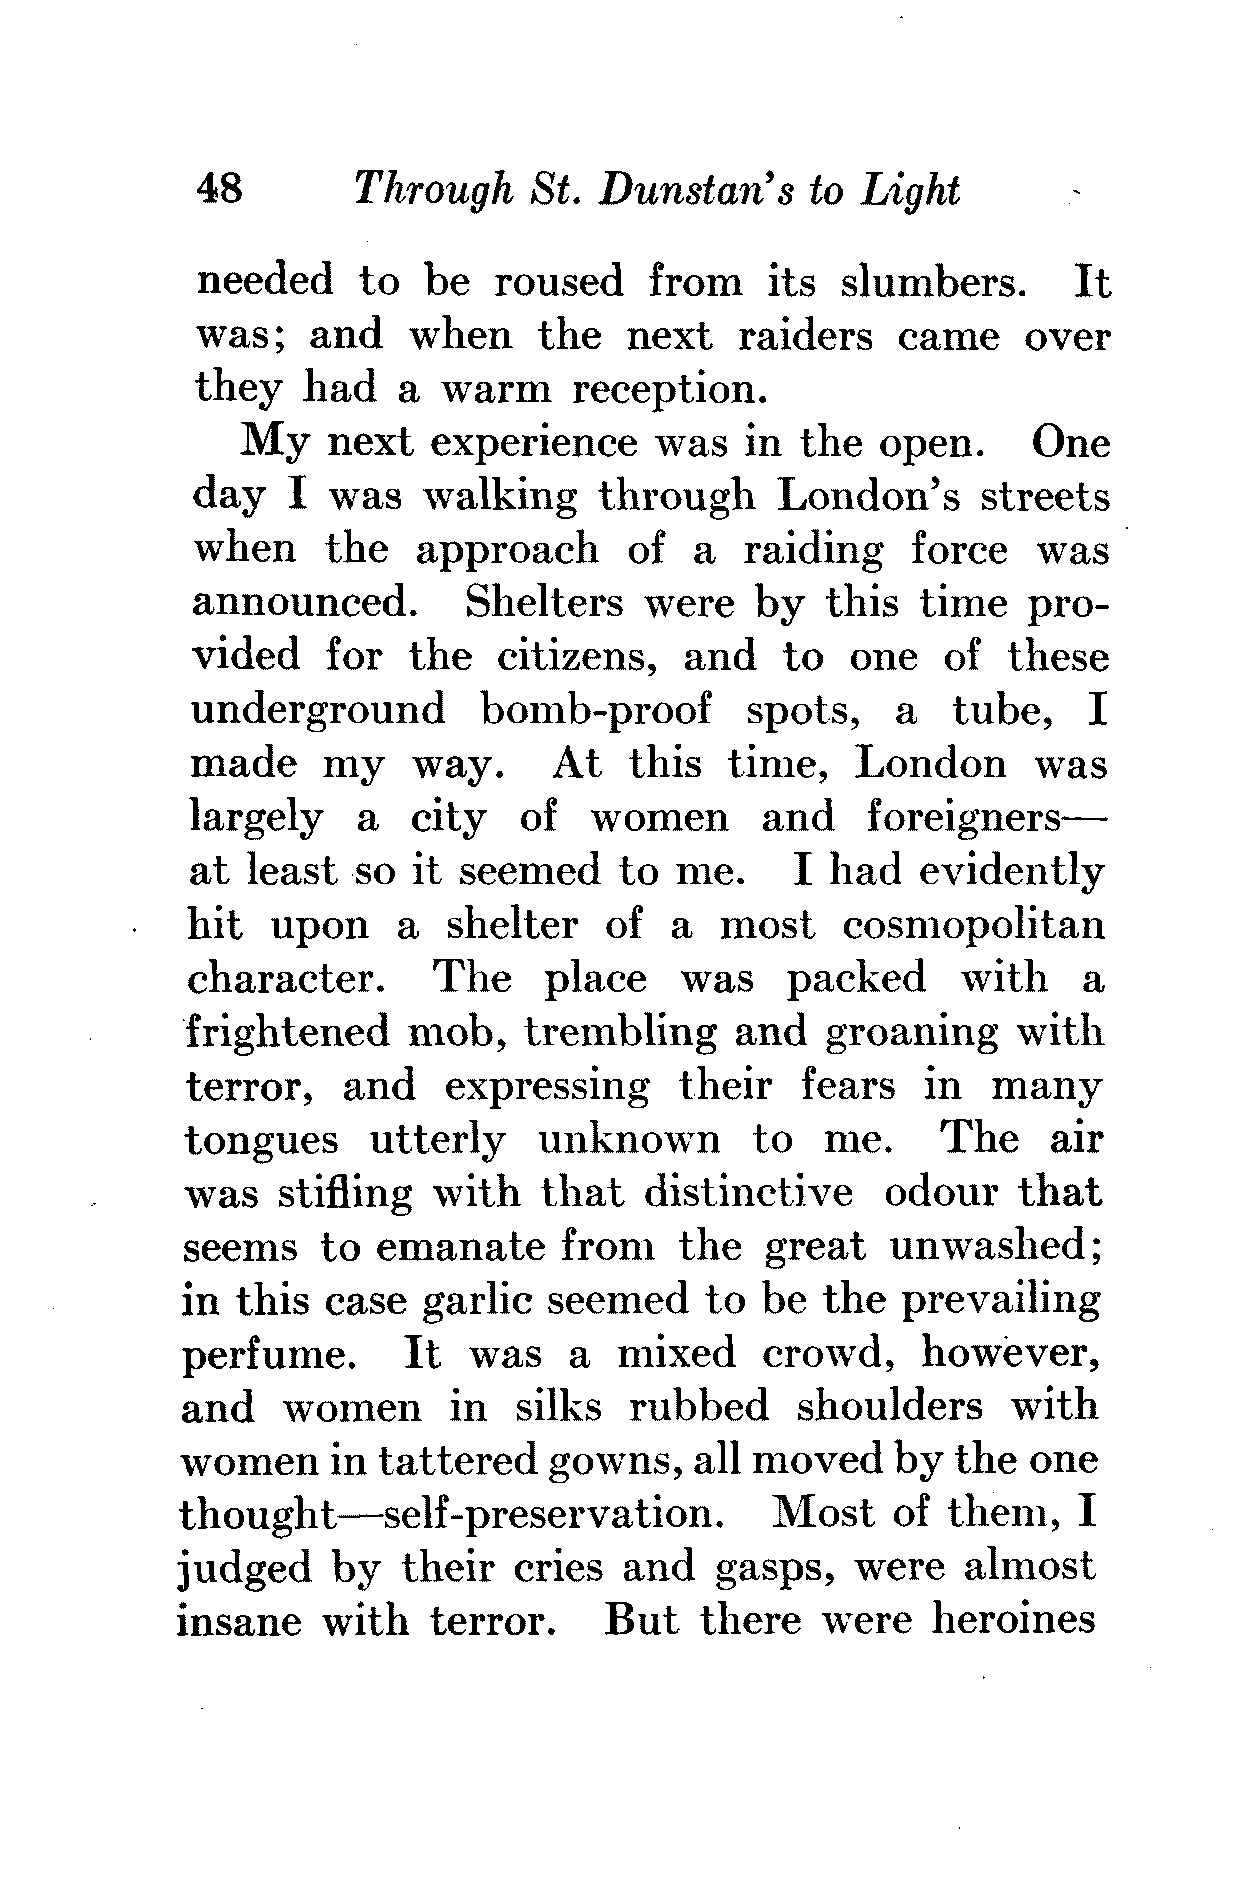 48 Through St. Dunstan's to Light
needed to be roused from its slumbers. It
was; and when the next raiders came over
they had a warm reception.
My next experience was in the open. One
day I was walking through London's streets
when the approach of a raiding force was
announced. Shelters were by this time pro-
vided for the citizens, and to one of these
underground bomb-proof spots, a tube, I
made my way. At this time, London was
largely a city of women and foreigners—
at least so it seemed to me. I had evidently
hit upon a shelter of a most cosmopolitan
character. The place was packed with a
frightened mob, trembling and groaning with
terror, and expressing their fears in many
tongues utterly unknown to me. The air
was stifling with that distinctive odour that
seems to emanate from the great unwashed;
in this case garlic seemed to be the prevailing
perfume. It was a mixed crowd, however,
and women in silks rubbed shoulders with
women in tattered gowns, all moved by the one
thought—self-preservation. Most of them, I
judged by their cries and gasps, were almost
insane with terror. But there were heroines